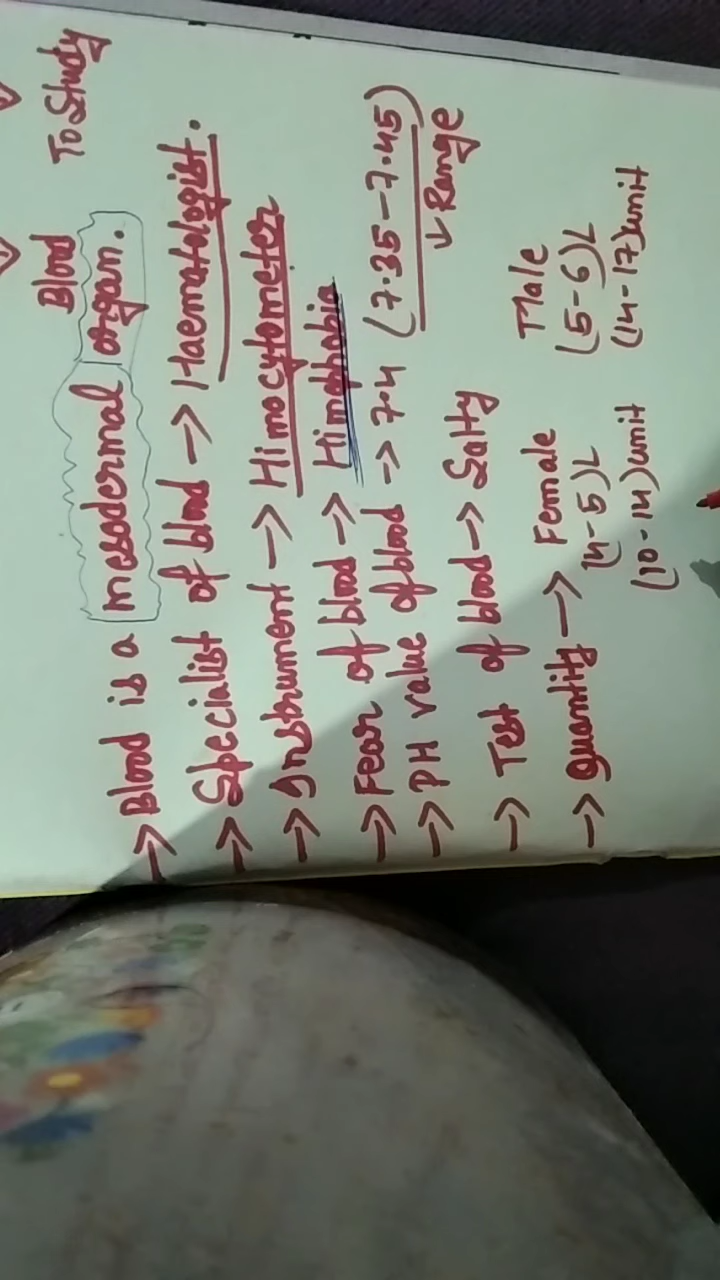 Blood To Study
→ Blood is a mesodermal organ.
→ Specialist of blood → Haematologist.
→ Instrument → Himocytometer
→ Fear of blood → Himophobia
→ PH value of blood → 7.4 (7.35-7.45)
↳ Range
→ Test of blood → Salty
→ Quantity → Female Male
(4-5)L (5-6)L
(10-14)unit (14-17)unit